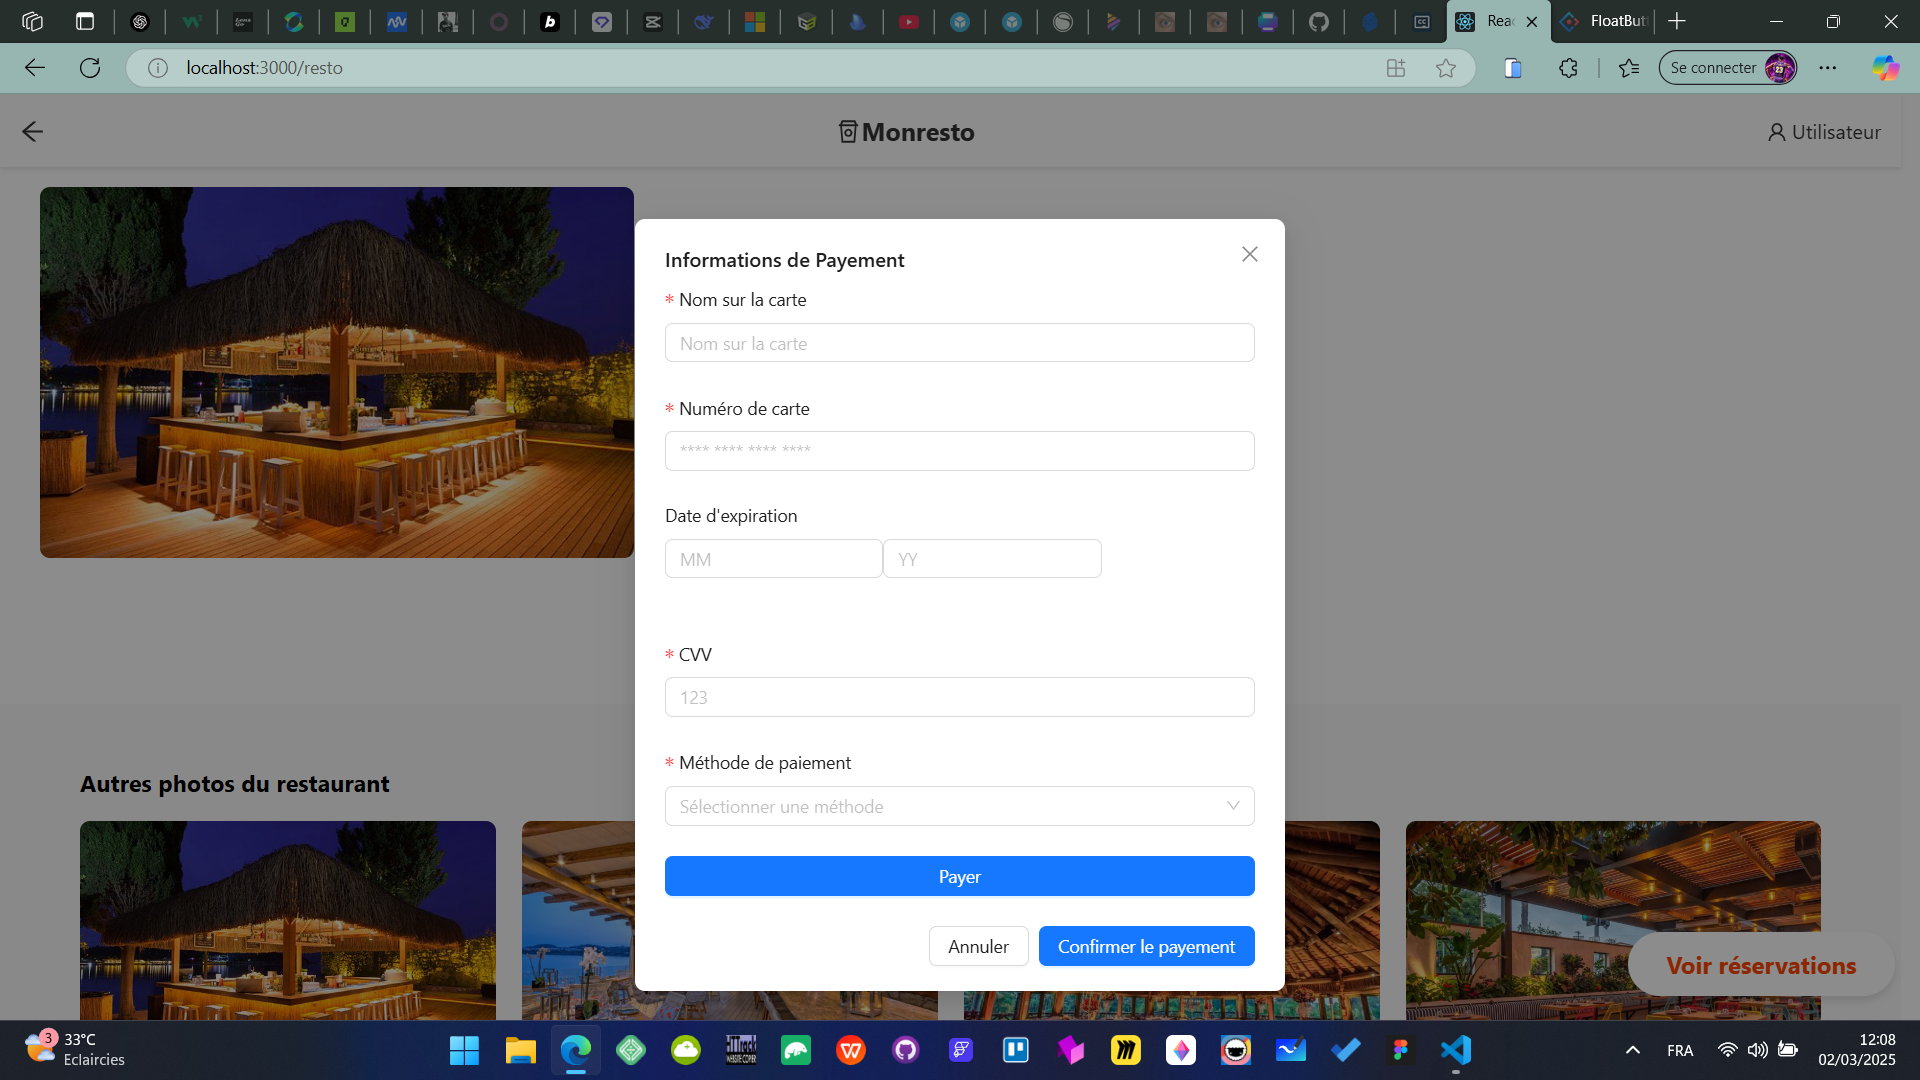 Reac
FloatButt
localhost:3000/resto
Se connecter
Monresto
Utilisateur
Informations de Payement
* Nom sur la carte
Nom sur la carte
* Numéro de carte
**** **** **** ****
Date d'expiration
MM
YY
* CVV
123
* Méthode de paiement
Sélectionner une méthode
Payer
Annuler
Confirmer le payement
Autres photos du restaurant
Voir réservations
3
33°C
Eclaircies
FRA
12:08
02/03/2025